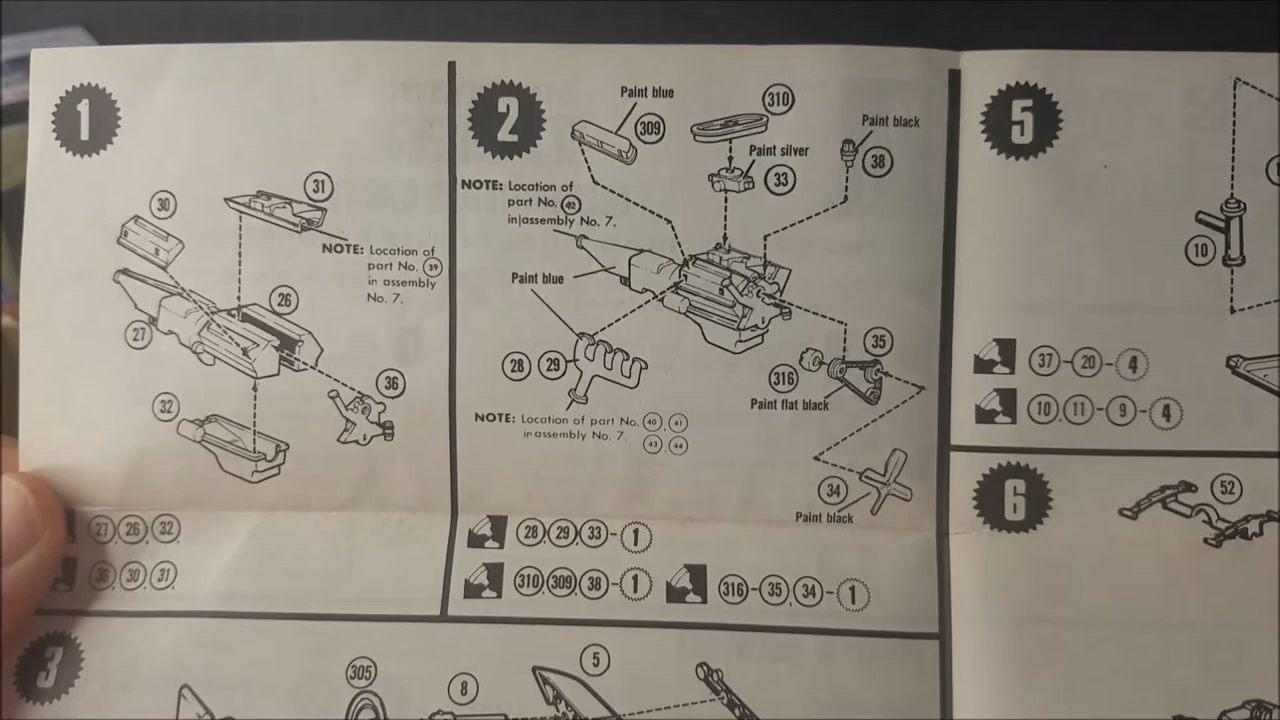 1
30
31
NOTE: Location of
part No. 39
in assembly
No. 7.
26
27
36
32
27, 26, 32,
36, 30, 31,
2
Paint blue
309
310
Paint silver
33
Paint black
38
NOTE: Location of
part No. 42
in assembly No. 7.
Paint blue
28 29
35
316
Paint flat black
NOTE: Location of part No. 40, 41
in assembly No. 7. 43, 44
34
Paint black
28, 29, 33-1
310, 309, 38-1
316-35, 34-1
5
10
37-20-4
10, 11-9-4
6
52
3
305
8
5